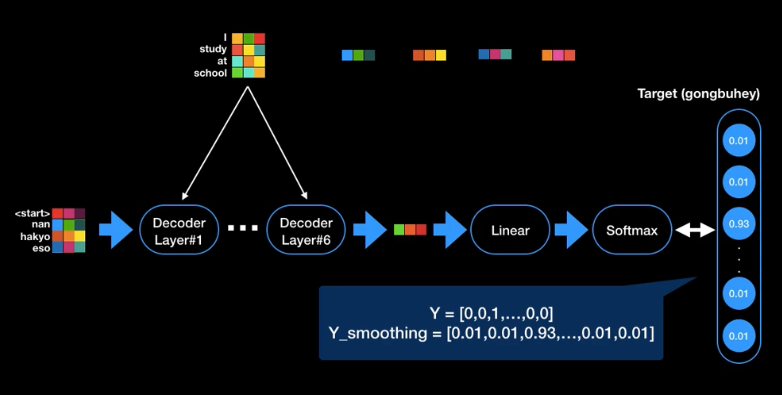 I
study
at
school
Target (gongbuhey)
0.01
0.01
0.93
0.01
0.01
<start>
nan
hakyo
eso
Decoder
Layer#1
Decoder
Layer#6
Linear
Softmax
Y = [0,0,1,...,0,0]
Y_smoothing = [0.01,0.01,0.93,...,0.01,0.01]